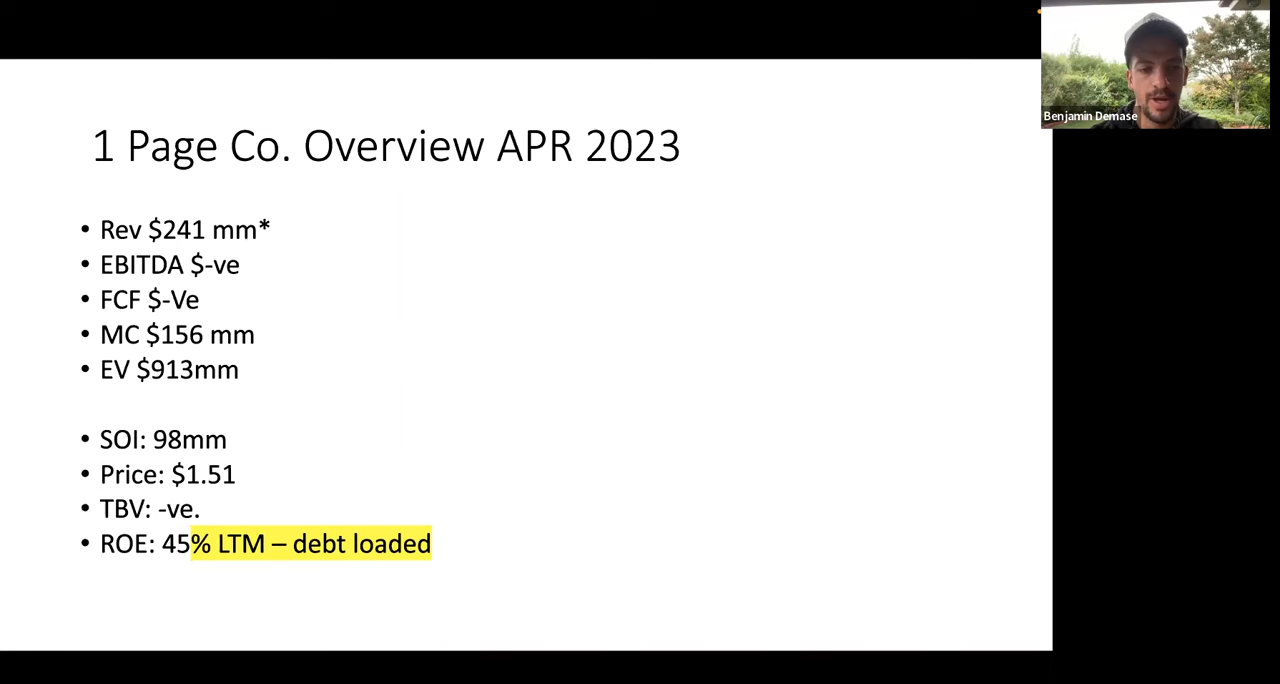 1 Page Co. Overview APR 2023
• Rev $241 mm*
• EBITDA $-ve
• FCF $-Ve
• MC $156 mm
• EV $913mm
• SOI: 98mm
• Price: $1.51
• TBV: -ve.
• ROE: 45% LTM – debt loaded
Benjamin Demase